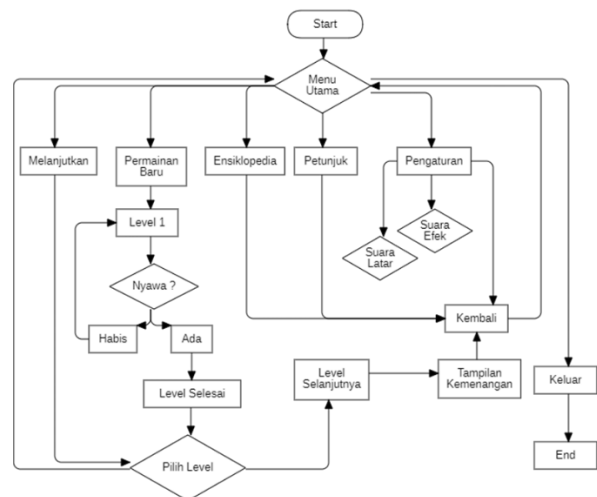 Start
Menu
Utama
Melanjutkan
Permainan
Baru
Ensiklopedia
Petunjuk
Pengaturan
Level 1
Suara
Efek
Suara
Latar
Nyawa ?
Habis
Ada
Kembali
Level Selesai
Level
Selanjutnya
Tampilan
Kemenangan
Keluar
Pilih Level
End